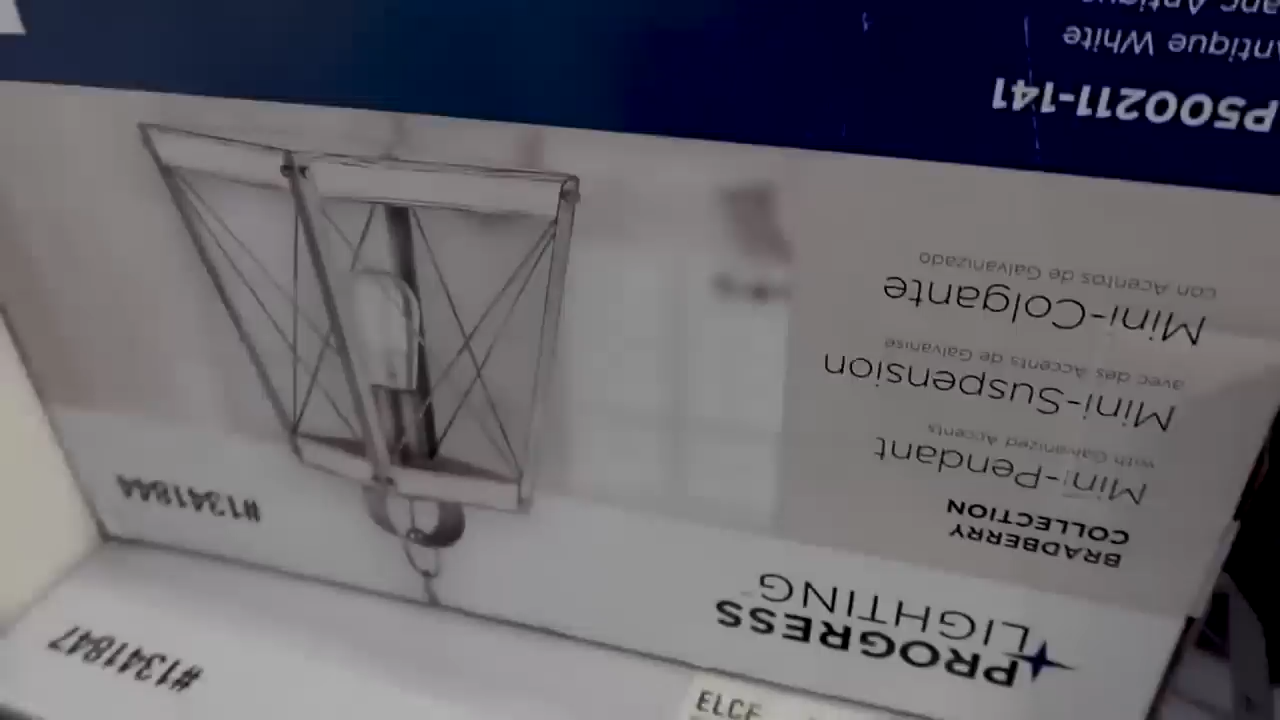 PROGRESS
LIGHTING
BRADBERRY
COLLECTION
Mini-Pendant
with Galvanized Accents
Mini-Suspension
avec des Accents de Galvanisé
Mini-Colgante
con Acentos de Galvanizado
P500211-141
Antique White
#1341844
#1341847
ELCE